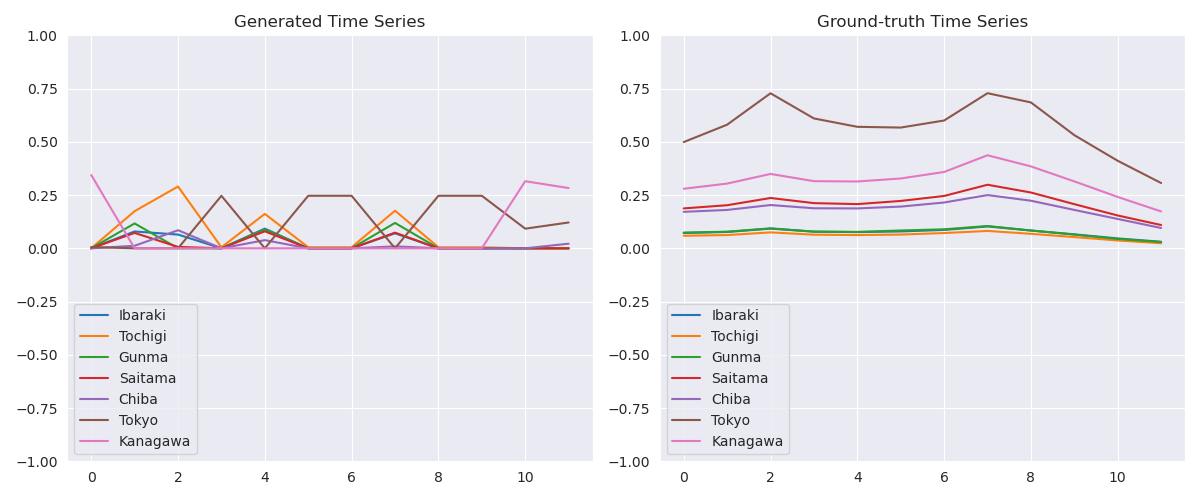 Generated Time Series
1.00
0.75
0.50
0.25
0.00
−0.25
−0.50
−0.75
−1.00
0 2 4 6 8 10
Ibaraki
Tochigi
Gunma
Saitama
Chiba
Tokyo
Kanagawa
Ground-truth Time Series
1.00
0.75
0.50
0.25
0.00
−0.25
−0.50
−0.75
−1.00
0 2 4 6 8 10
Ibaraki
Tochigi
Gunma
Saitama
Chiba
Tokyo
Kanagawa